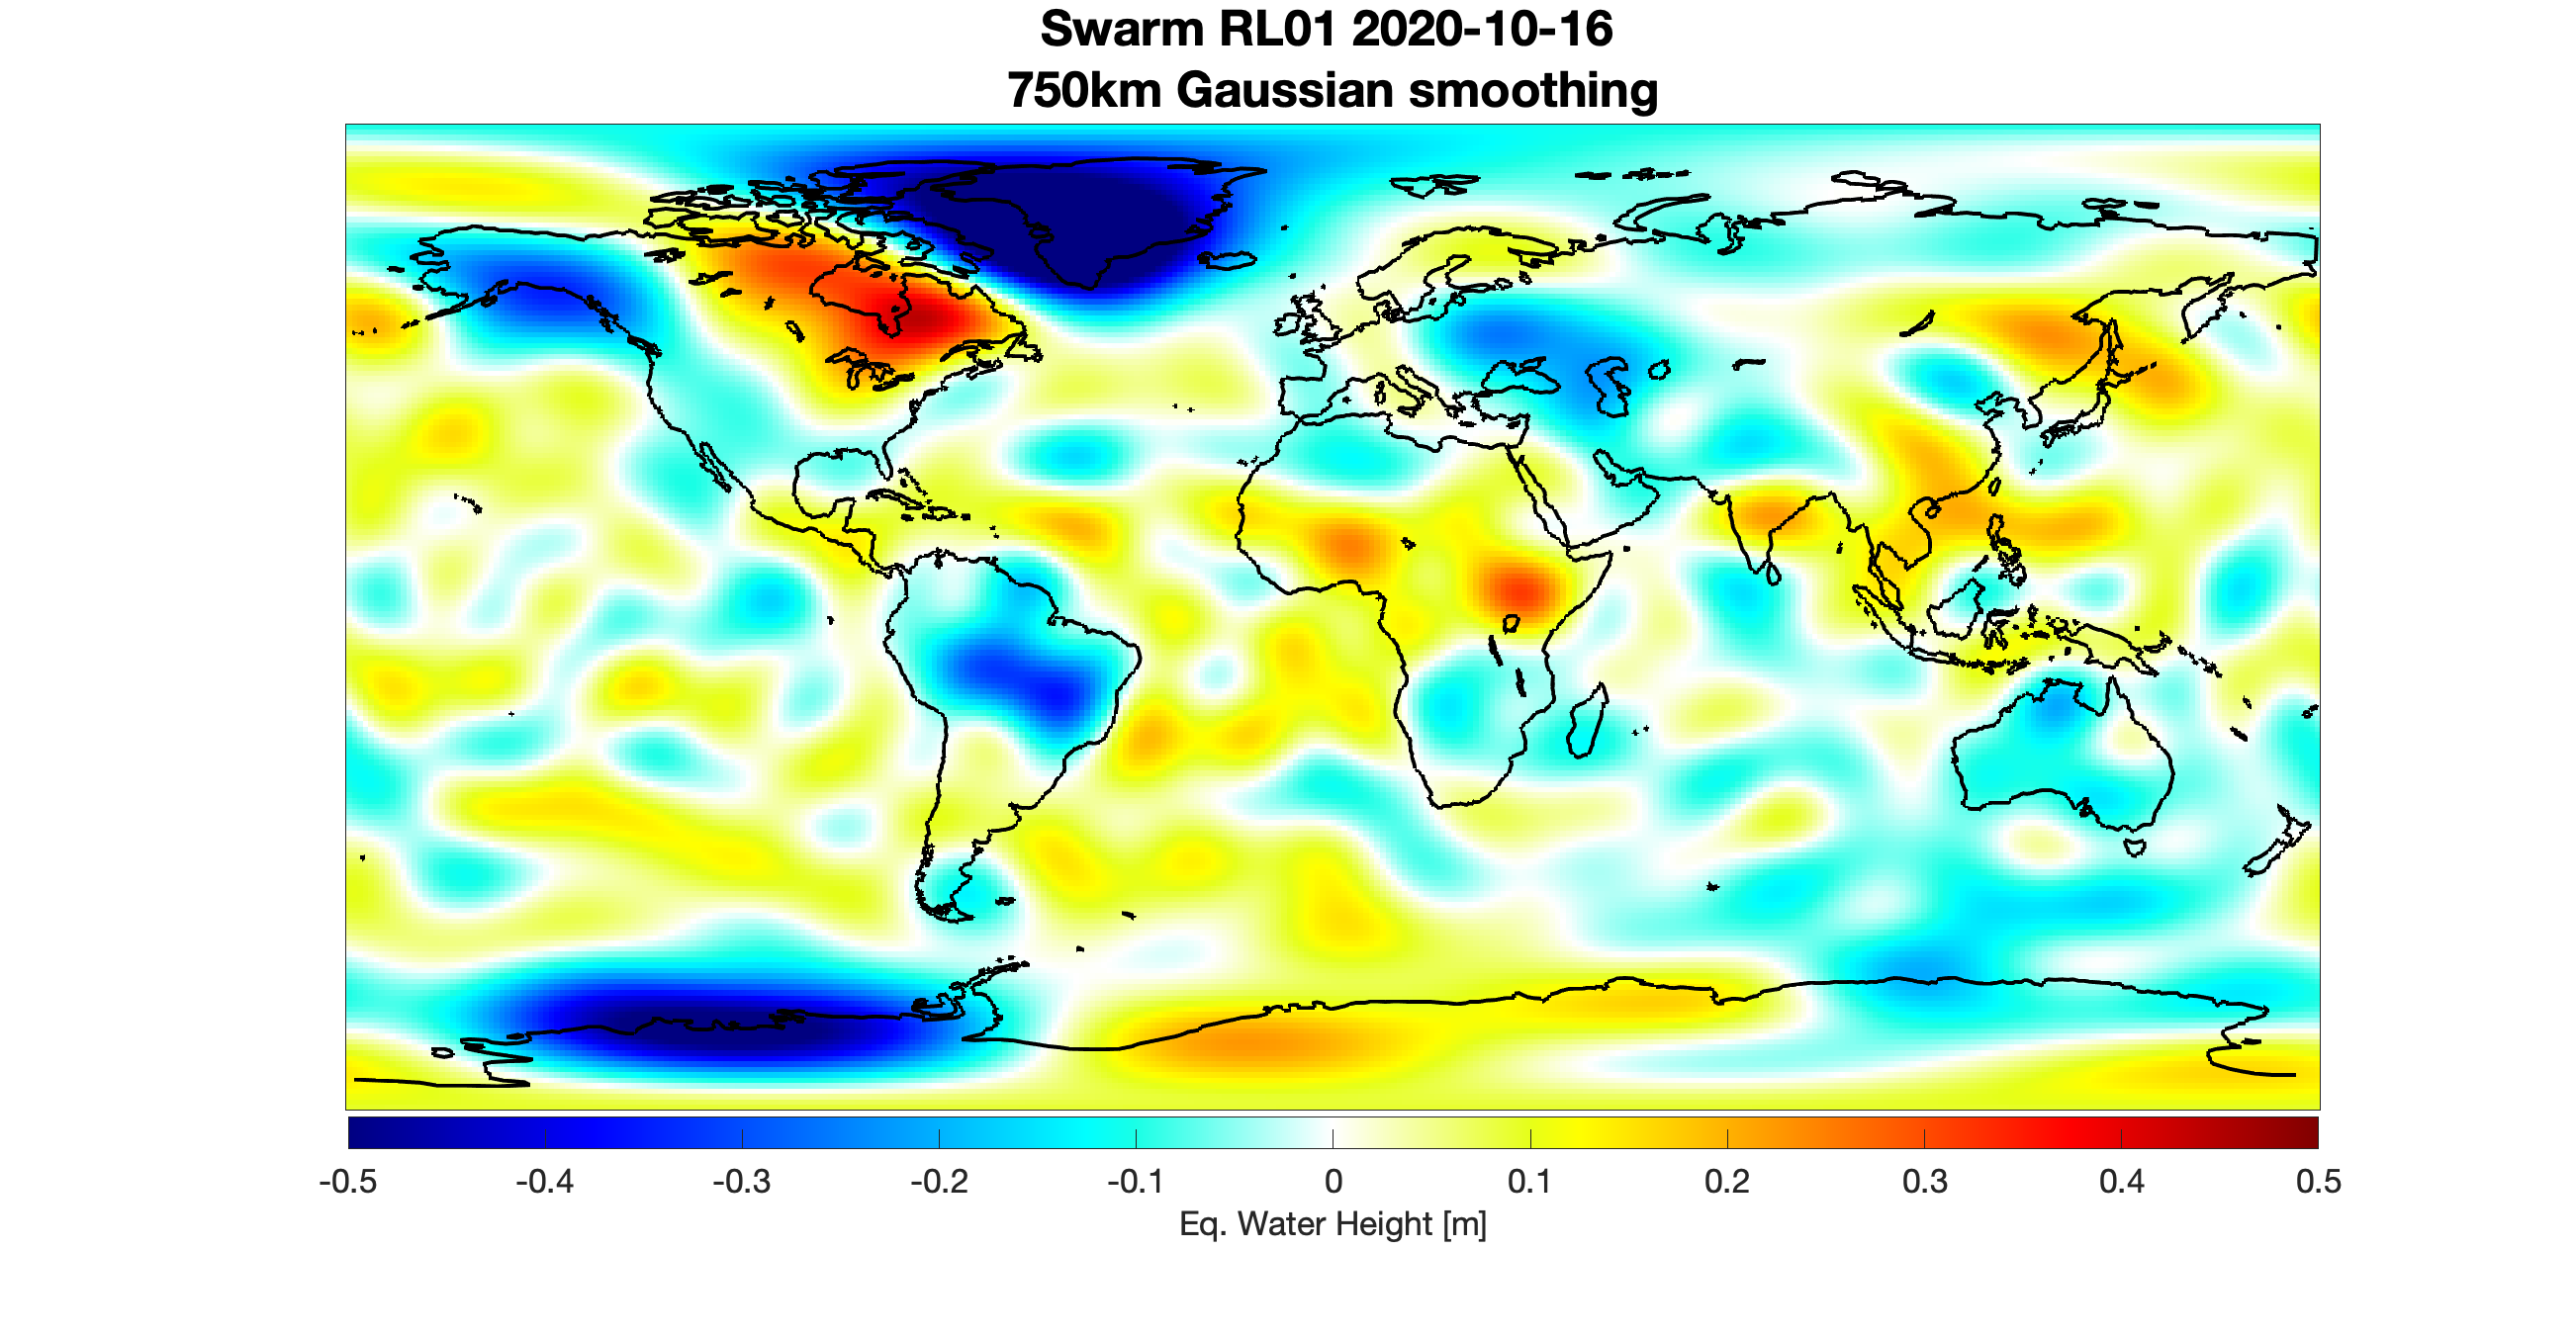 Swarm RL01 2020-10-16
750km Gaussian smoothing
-0.5 -0.4 -0.3 -0.2 -0.1 0 0.1 0.2 0.3 0.4 0.5
Eq. Water Height [m]